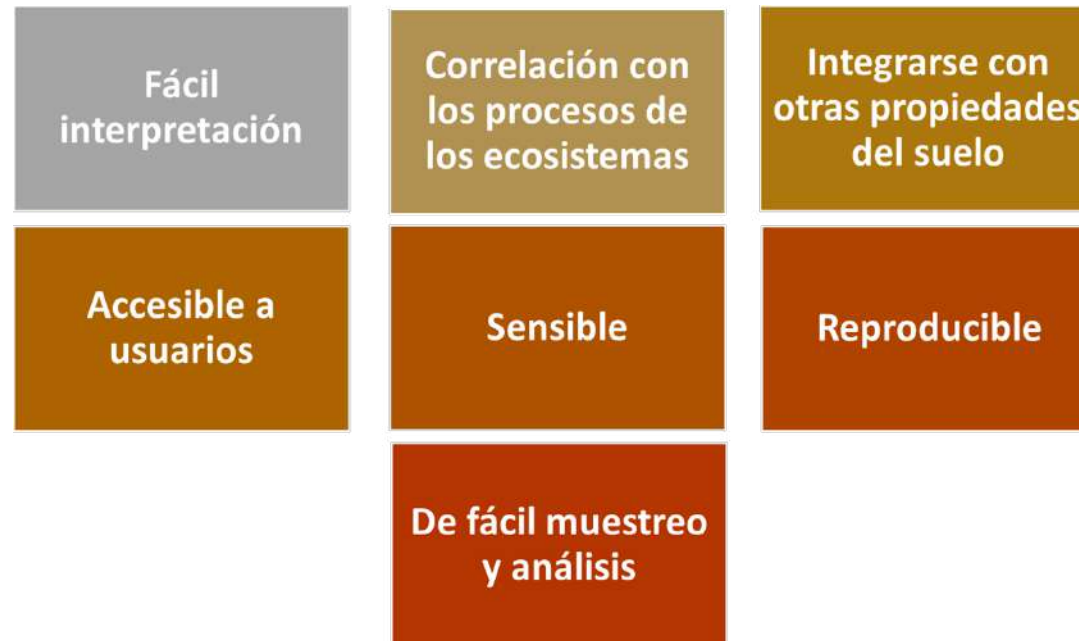 Fácil
interpretación
Correlación con
los procesos de
los ecosistemas
Integrarse con
otras propiedades
del suelo
Accesible a
usuarios
Sensible
Reproducible
De fácil muestreo
y análisis